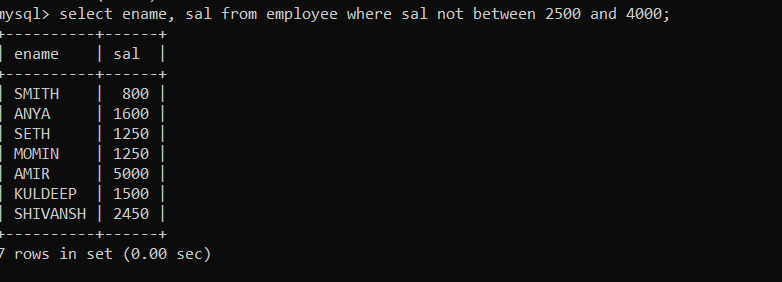 mysql> select ename, sal from employee where sal not between 2500 and 4000;
+----------+------+
| ename    | sal  |
+----------+------+
| SMITH    |  800 |
| ANYA     | 1600 |
| SETH     | 1250 |
| MOMIN    | 1250 |
| AMIR     | 5000 |
| KULDEEP  | 1500 |
| SHIVANSH | 2450 |
+----------+------+
7 rows in set (0.00 sec)